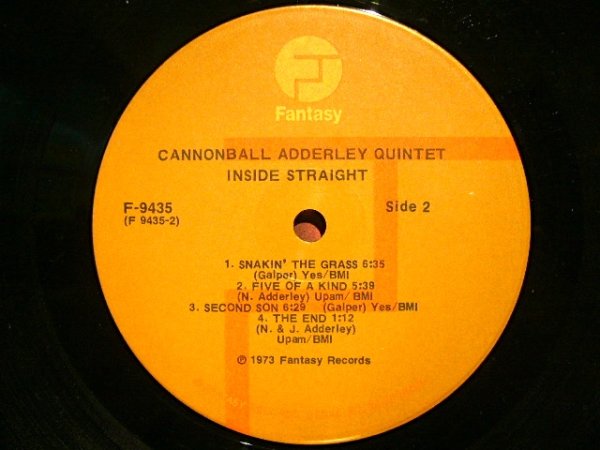 Fantasy
CANNONBALL ADDERLEY QUINTET
INSIDE STRAIGHT
F-9435
(F 9435-2)
Side 2
1. SNAKIN' THE GRASS 6:35
(Galper) Yes/BMI
2. FIVE OF A KIND 5:39
(N. Adderley) Upam/ BMI
3. SECOND SON 6:29 (Galper) Yes/BMI
4. THE END 1:12
(N. & J. Adderley)
Upam/BMI
℗ 1973 Fantasy Records